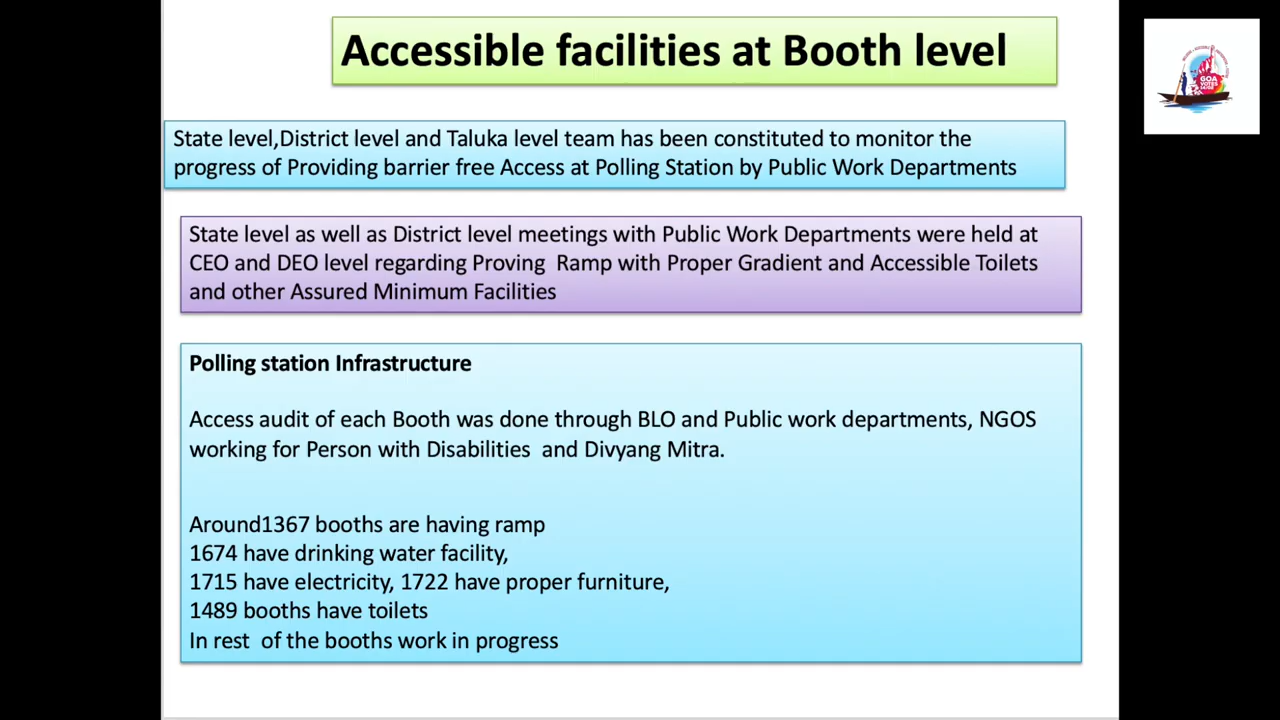 Accessible facilities at Booth level
State level,District level and Taluka level team has been constituted to monitor the
progress of Providing barrier free Access at Polling Station by Public Work Departments
State level as well as District level meetings with Public Work Departments were held at
CEO and DEO level regarding Proving  Ramp with Proper Gradient and Accessible Toilets
and other Assured Minimum Facilities
Polling station Infrastructure
Access audit of each Booth was done through BLO and Public work departments, NGOS
working for Person with Disabilities  and Divyang Mitra.
Around1367 booths are having ramp
1674 have drinking water facility,
1715 have electricity, 1722 have proper furniture,
1489 booths have toilets
In rest  of the booths work in progress
GOA
VOTES